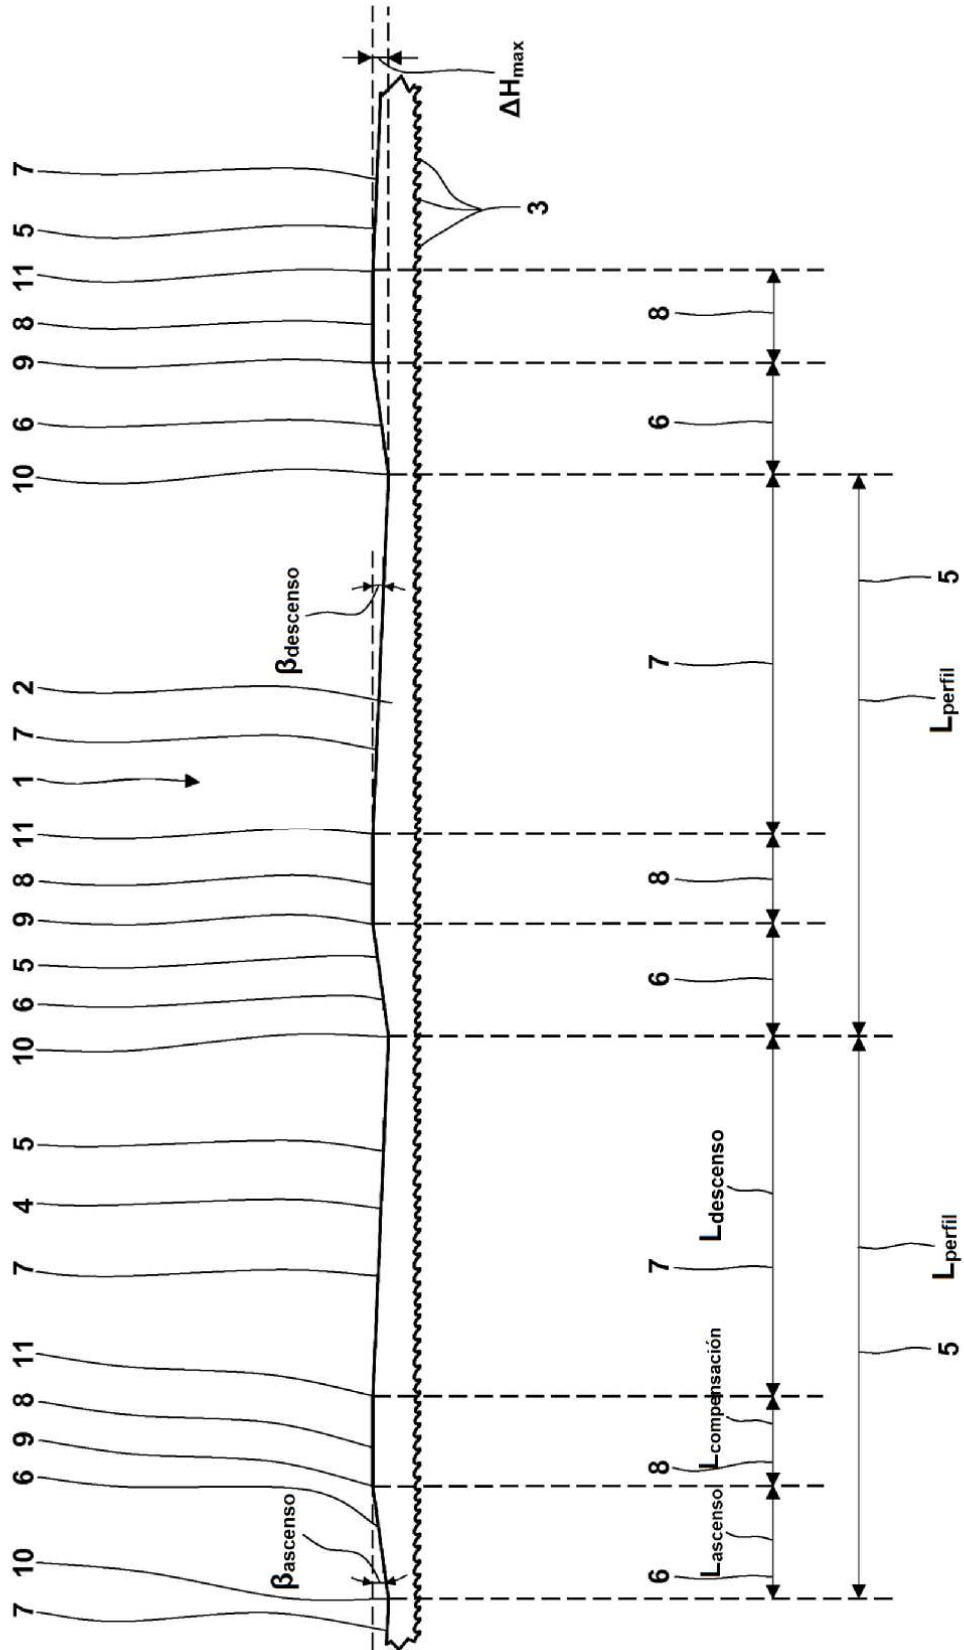 7 10 6 9 8 11 7 4 5 10 6 5 9 8 11 1 7 2 10 6 9 8 11 5 7
βascenso βdescenso
ΔHmax
3
6 8 7 6 8 7 6 8
Lascenso Lcompensación Ldescenso
5 Lperfil Lperfil 5